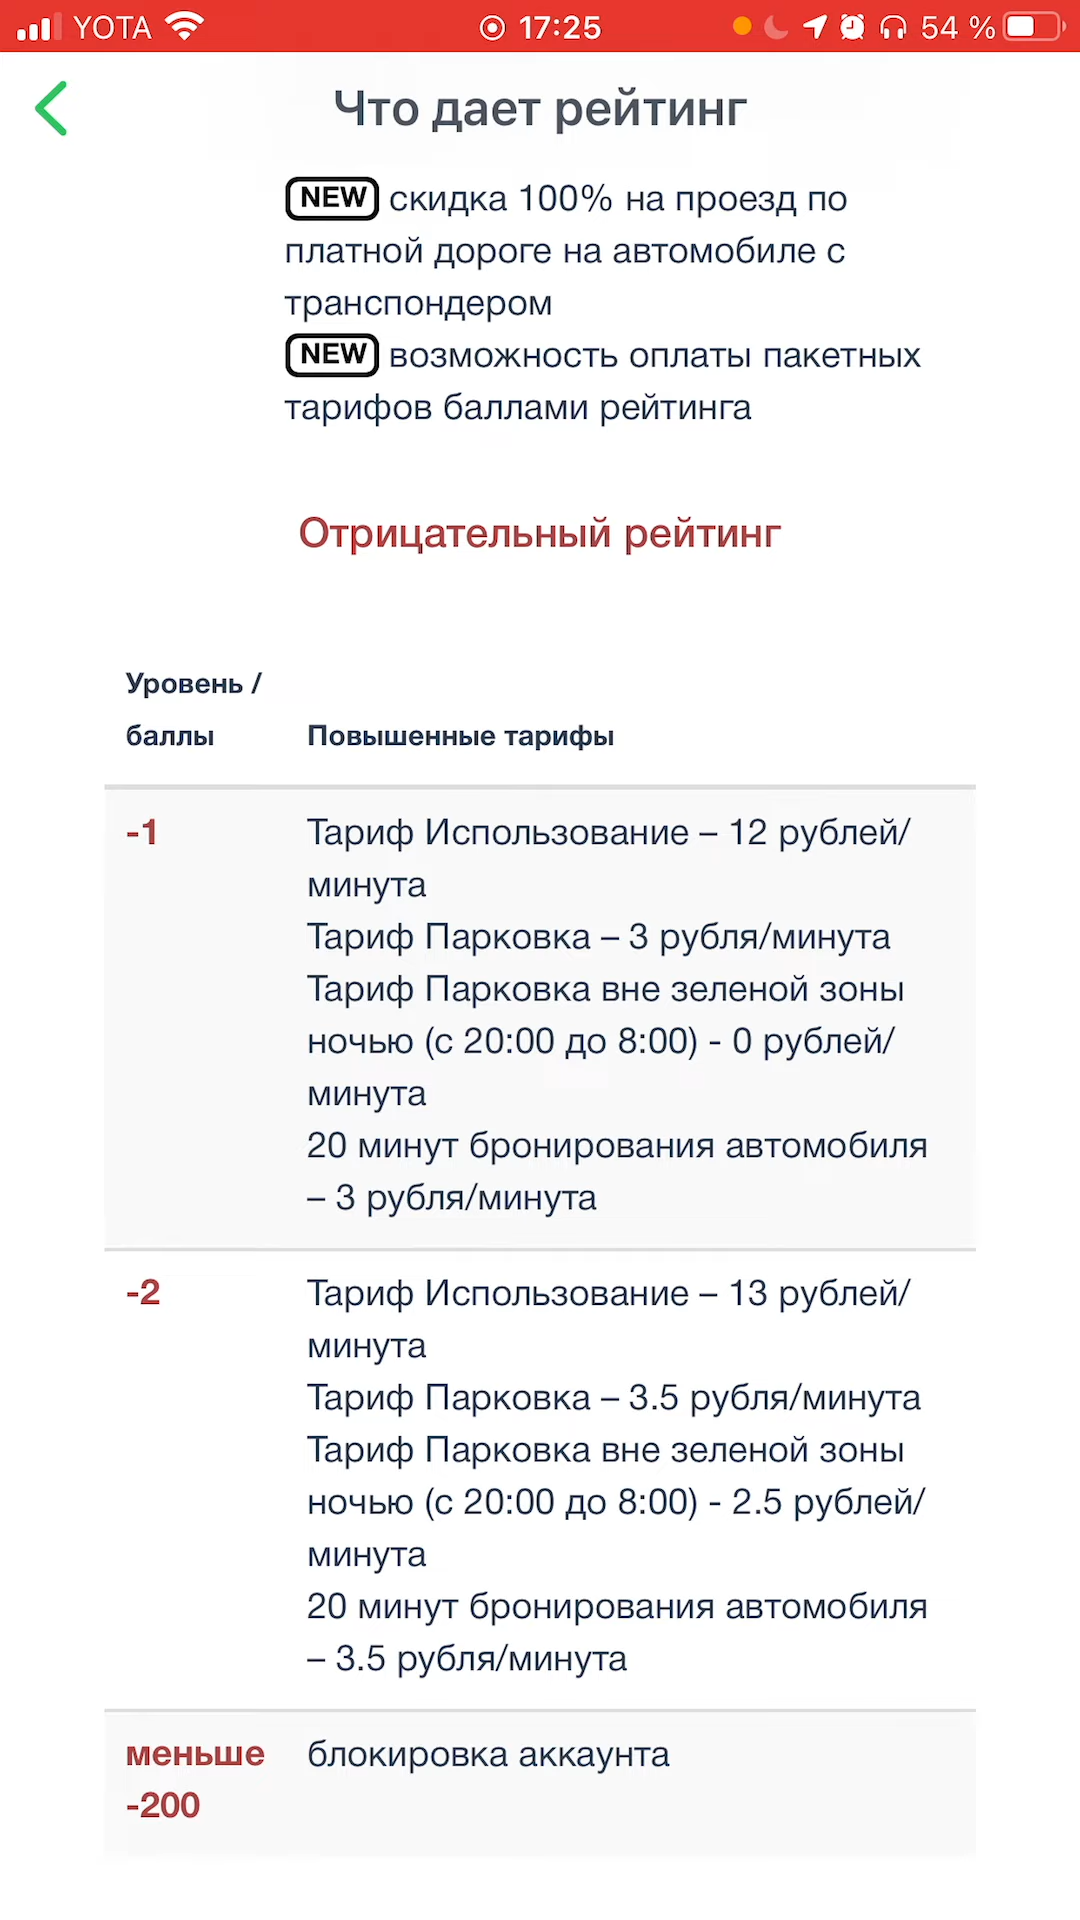 YOTA 17:25 54 %
Что дает рейтинг
NEW скидка 100% на проезд по
платной дороге на автомобиле с
транспондером
NEW возможность оплаты пакетных
тарифов баллами рейтинга
Отрицательный рейтинг
Уровень /
баллы Повышенные тарифы
-1 Тариф Использование – 12 рублей/
минута
Тариф Парковка – 3 рубля/минута
Тариф Парковка вне зеленой зоны
ночью (с 20:00 до 8:00) - 0 рублей/
минута
20 минут бронирования автомобиля
– 3 рубля/минута
-2 Тариф Использование – 13 рублей/
минута
Тариф Парковка – 3.5 рубля/минута
Тариф Парковка вне зеленой зоны
ночью (с 20:00 до 8:00) - 2.5 рублей/
минута
20 минут бронирования автомобиля
– 3.5 рубля/минута
меньше блокировка аккаунта
-200